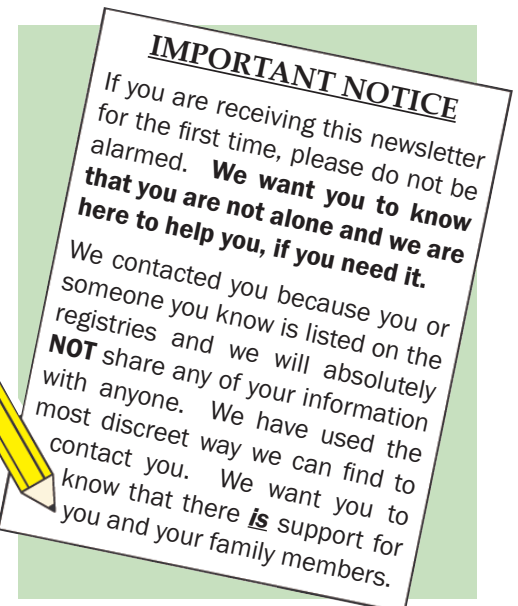 IMPORTANT NOTICE
If you are receiving this newsletter
for the first time, please do not be
alarmed. We want you to know
that you are not alone and we are
here to help you, if you need it.
We contacted you because you or
someone you know is listed on the
registries and we will absolutely
NOT share any of your information
with anyone. We have used the
most discreet way we can find to
contact you. We want you to
know that there is support for
you and your family members.